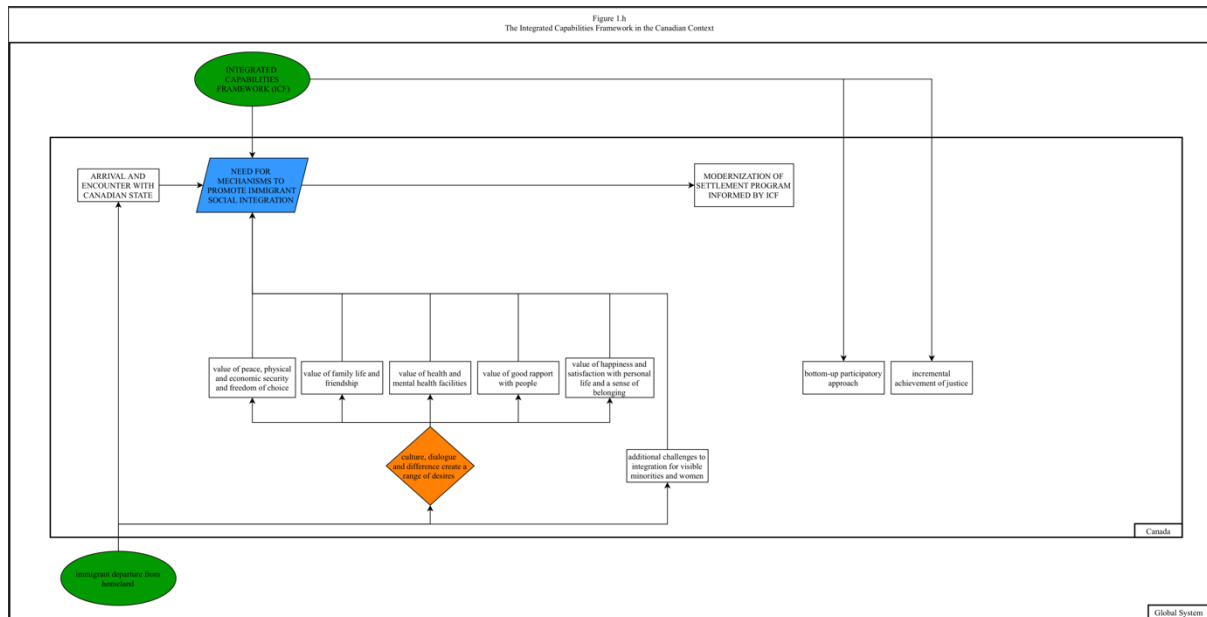 Figure 1.h
The Integrated Capabilities Framework in the Canadian Context
INTEGRATED
CAPABILITIES
FRAMEWORK (ICF)
ARRIVAL AND
ENCOUNTER WITH
CANADIAN STATE
NEED FOR
MECHANISMS TO
PROMOTE IMMIGRANT
SOCIAL INTEGRATION
MODERNIZATION OF
SETTLEMENT PROGRAM
INFORMED BY ICF
value of peace, physical
and economic security
and freedom of choice
value of family life and
friendship
value of health and
mental health facilities
value of good rapport
with people
value of happiness and
satisfaction with personal
life and a sense of
belonging
bottom-up participatory
approach
incremental
achievement of justice
culture, dialogue
and difference create a
range of desires
additional challenges to
integration for visible
minorities and women
Canada
immigrant departure from
homeland
Global System